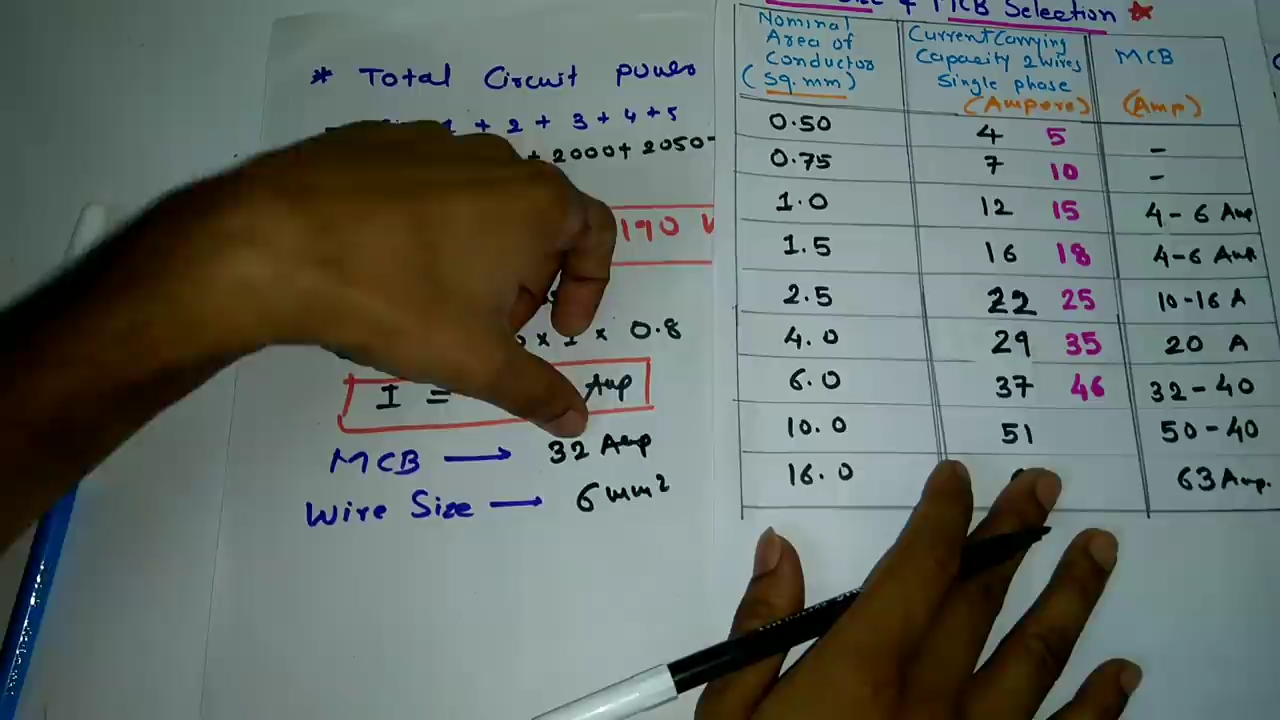 * Total Circuit power
1 + 2 + 3 + 4 + 5
+ 2000 + 2050
190
x I x 0.8
I = Amp
MCB → 32 Amp
Wire Size → 6 mm²
MCB Selection ★
Nominal Area of Conductor (Sq.mm) Current Carrying Capacity 2 wires Single phase (Ampere) MCB (Amp)
0.50 4 5 -
0.75 7 10 -
1.0 12 15 4-6 Amp
1.5 16 18 4-6 Amp
2.5 22 25 10-16 A
4.0 29 35 20 A
6.0 37 46 32-40
10.0 51 50-40
16.0 63 Amp.